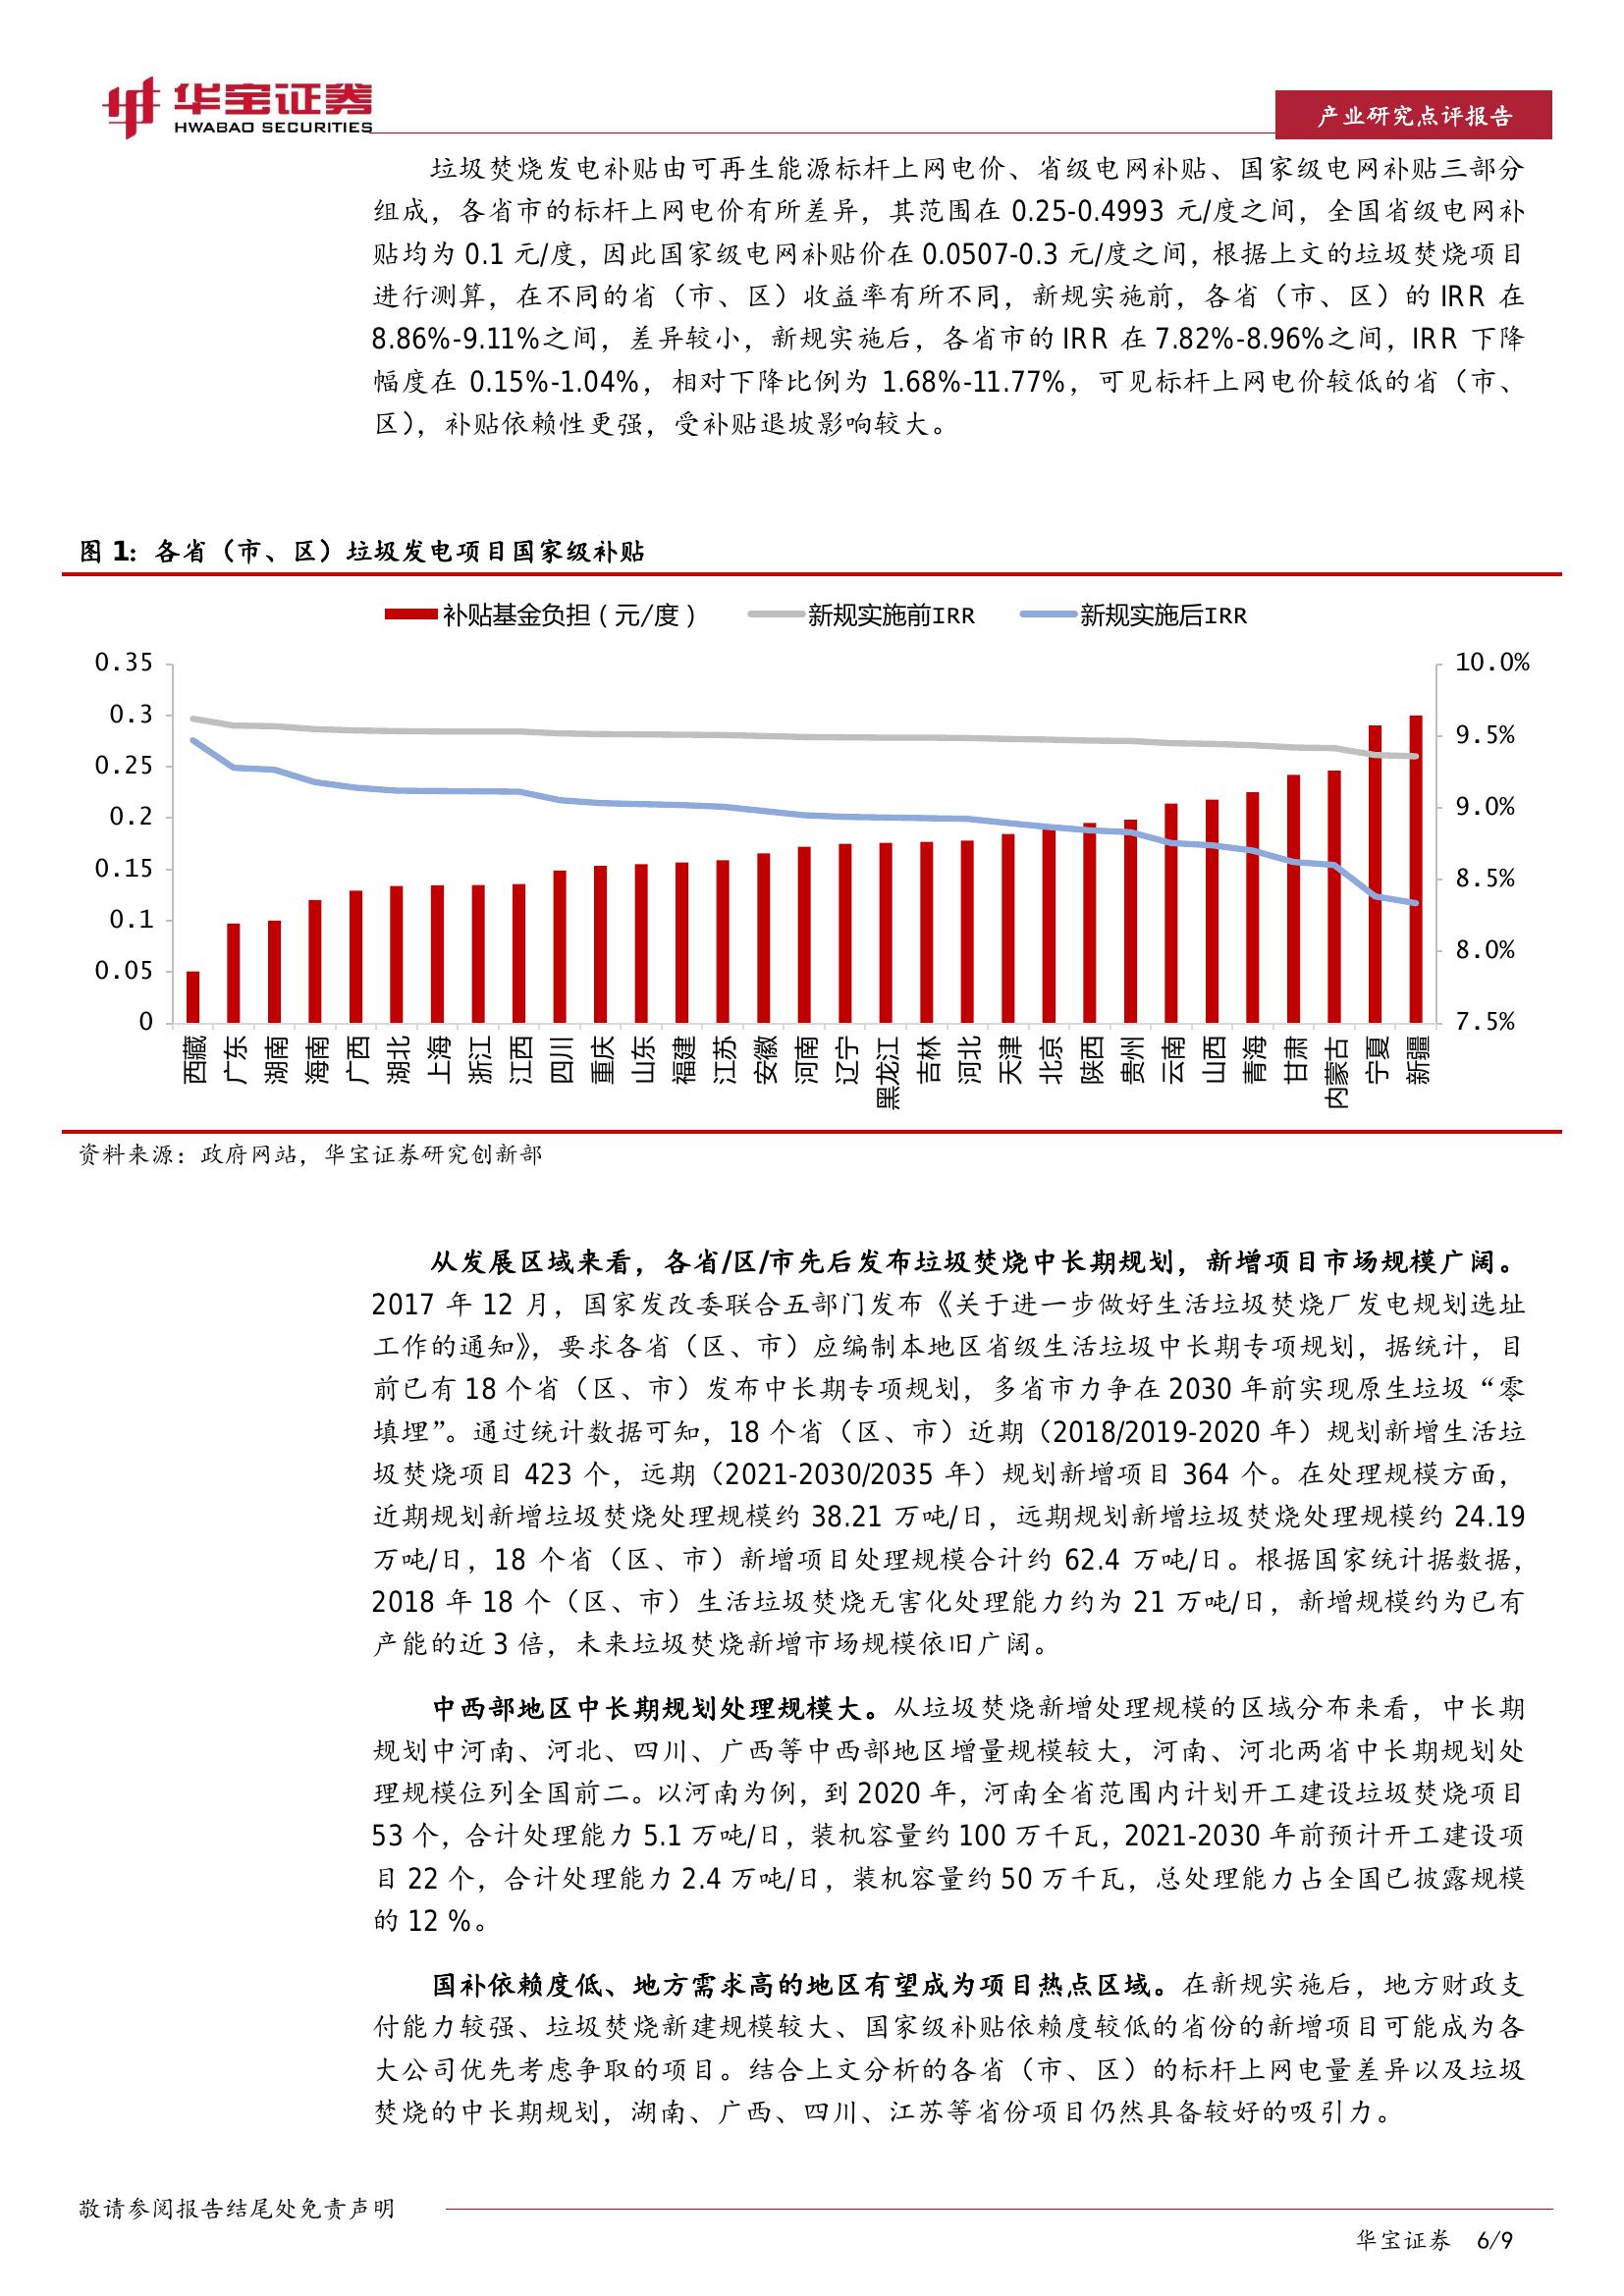 华宝证券
HWABAO SECURITIES
产业研究点评报告
垃圾焚烧发电补贴由可再生能源标杆上网电价、省级电网补贴、国家级电网补贴三部分
组成，各省市的标杆上网电价有所差异，其范围在 0.25-0.4993 元/度之间，全国省级电网补
贴均为 0.1 元/度，因此国家级电网补贴价在 0.0507-0.3 元/度之间，根据上文的垃圾焚烧项目
进行测算，在不同的省（市、区）收益率有所不同，新规实施前，各省（市、区）的 IRR 在
8.86%-9.11%之间，差异较小，新规实施后，各省市的 IRR 在 7.82%-8.96%之间，IRR 下降
幅度在 0.15%-1.04%，相对下降比例为 1.68%-11.77%，可见标杆上网电价较低的省（市、
区），补贴依赖性更强，受补贴退坡影响较大。
图 1：各省（市、区）垃圾发电项目国家级补贴
补贴基金负担（元/度） 新规实施前IRR 新规实施后IRR
0.35
0.3
0.25
0.2
0.15
0.1
0.05
0
10.0%
9.5%
9.0%
8.5%
8.0%
7.5%
西藏
广东
湖南
海南
广西
湖北
上海
浙江
江西
四川
重庆
山东
福建
江苏
安徽
河南
辽宁
黑龙江
吉林
河北
天津
北京
陕西
贵州
云南
山西
青海
甘肃
内蒙古
宁夏
新疆
资料来源：政府网站，华宝证券研究创新部
从发展区域来看，各省/区/市先后发布垃圾焚烧中长期规划，新增项目市场规模广阔。
2017 年 12 月，国家发改委联合五部门发布《关于进一步做好生活垃圾焚烧厂发电规划选址
工作的通知》，要求各省（区、市）应编制本地区省级生活垃圾中长期专项规划，据统计，目
前已有 18 个省（区、市）发布中长期专项规划，多省市力争在 2030 年前实现原生垃圾“零
填埋”。通过统计数据可知，18 个省（区、市）近期（2018/2019-2020 年）规划新增生活垃
圾焚烧项目 423 个，远期（2021-2030/2035 年）规划新增项目 364 个。在处理规模方面，
近期规划新增垃圾焚烧处理规模约 38.21 万吨/日，远期规划新增垃圾焚烧处理规模约 24.19
万吨/日，18 个省（区、市）新增项目处理规模合计约 62.4 万吨/日。根据国家统计据数据，
2018 年 18 个（区、市）生活垃圾焚烧无害化处理能力约为 21 万吨/日，新增规模约为已有
产能的近 3 倍，未来垃圾焚烧新增市场规模依旧广阔。
中西部地区中长期规划处理规模大。从垃圾焚烧新增处理规模的区域分布来看，中长期
规划中河南、河北、四川、广西等中西部地区增量规模较大，河南、河北两省中长期规划处
理规模位列全国前二。以河南为例，到 2020 年，河南全省范围内计划开工建设垃圾焚烧项目
53 个，合计处理能力 5.1 万吨/日，装机容量约 100 万千瓦，2021-2030 年前预计开工建设项
目 22 个，合计处理能力 2.4 万吨/日，装机容量约 50 万千瓦，总处理能力占全国已披露规模
的 12 %。
国补依赖度低、地方需求高的地区有望成为项目热点区域。在新规实施后，地方财政支
付能力较强、垃圾焚烧新建规模较大、国家级补贴依赖度较低的省份的新增项目可能成为各
大公司优先考虑争取的项目。结合上文分析的各省（市、区）的标杆上网电量差异以及垃圾
焚烧的中长期规划，湖南、广西、四川、江苏等省份项目仍然具备较好的吸引力。
敬请参阅报告结尾处免责声明
华宝证券 6/9